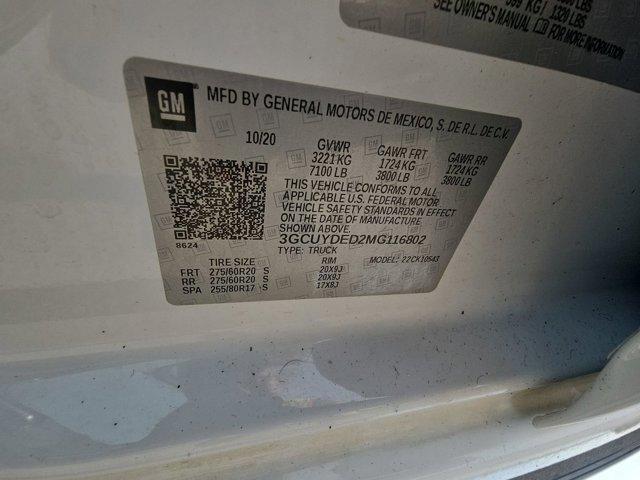 KG / 1320 LBS
SEE OWNER'S MANUAL FOR MORE INFORMATION
GM
MFD BY GENERAL MOTORS DE MEXICO, S. DE R.L. DE C.V.
10/20 GVWR GAWR FRT GAWR RR
3221 KG 1724 KG 1724 KG
7100 LB 3800 LB 3800 LB
THIS VEHICLE CONFORMS TO ALL
APPLICABLE U.S. FEDERAL MOTOR
VEHICLE SAFETY STANDARDS IN
EFFECT ON THE DATE OF MANUFACTURE
SHOWN ABOVE.
8624 3GCUYDED2MG116802
TYPE: TRUCK MODEL: 22CK10543
TIRE SIZE RIM
FRT 275/60R20 S 20X9J
RR 275/60R20 S 20X9J
SPA 255/80R17 S 17X8J